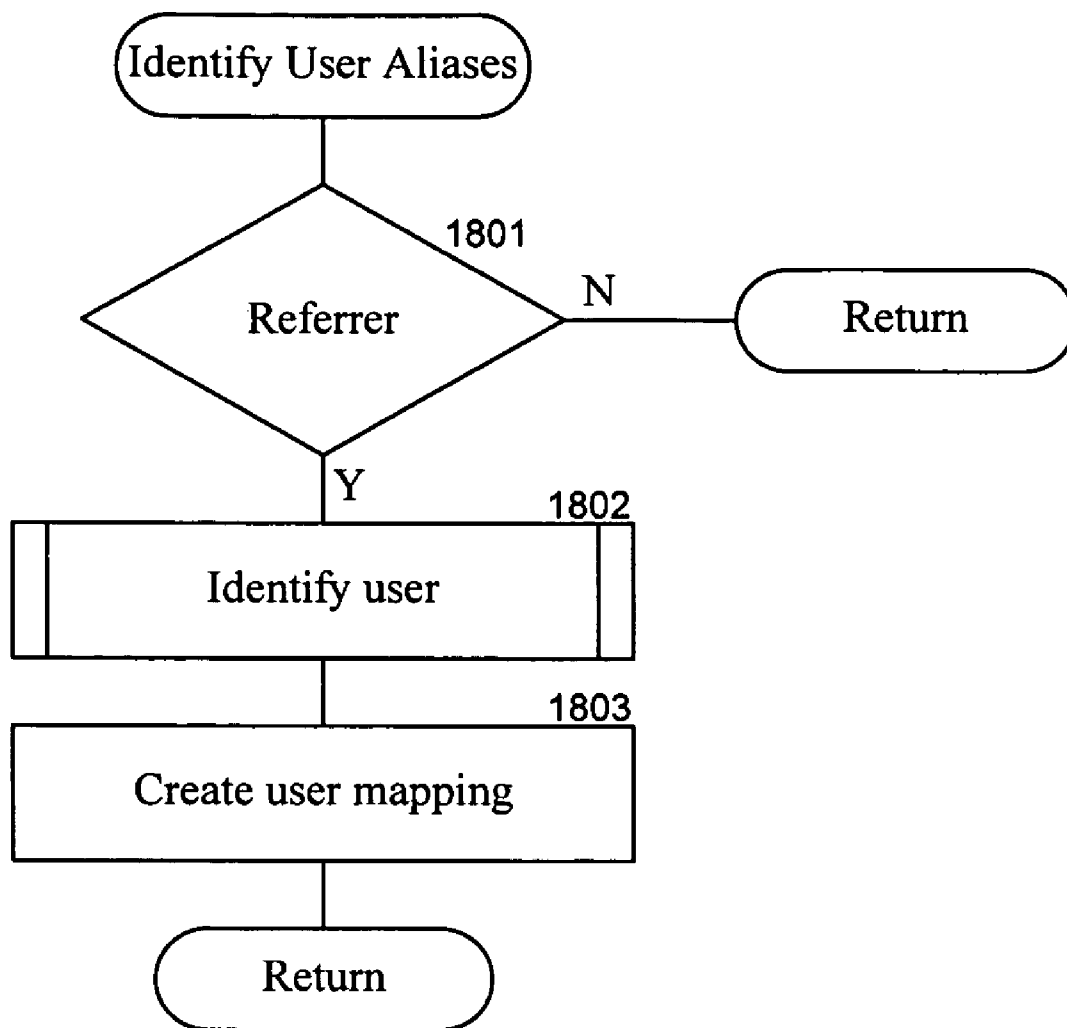 Identify User Aliases
1801
Referrer
N
Return
Y
1802
Identify user
1803
Create user mapping
Return